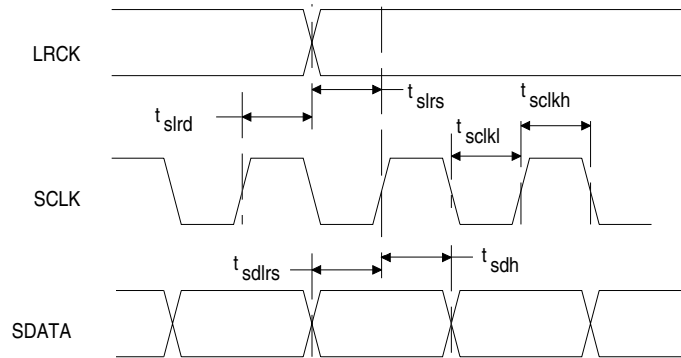 LRCK
t slrd
t slrs
t sclkl
t sclkh
SCLK
t sdlrs
t sdh
SDATA